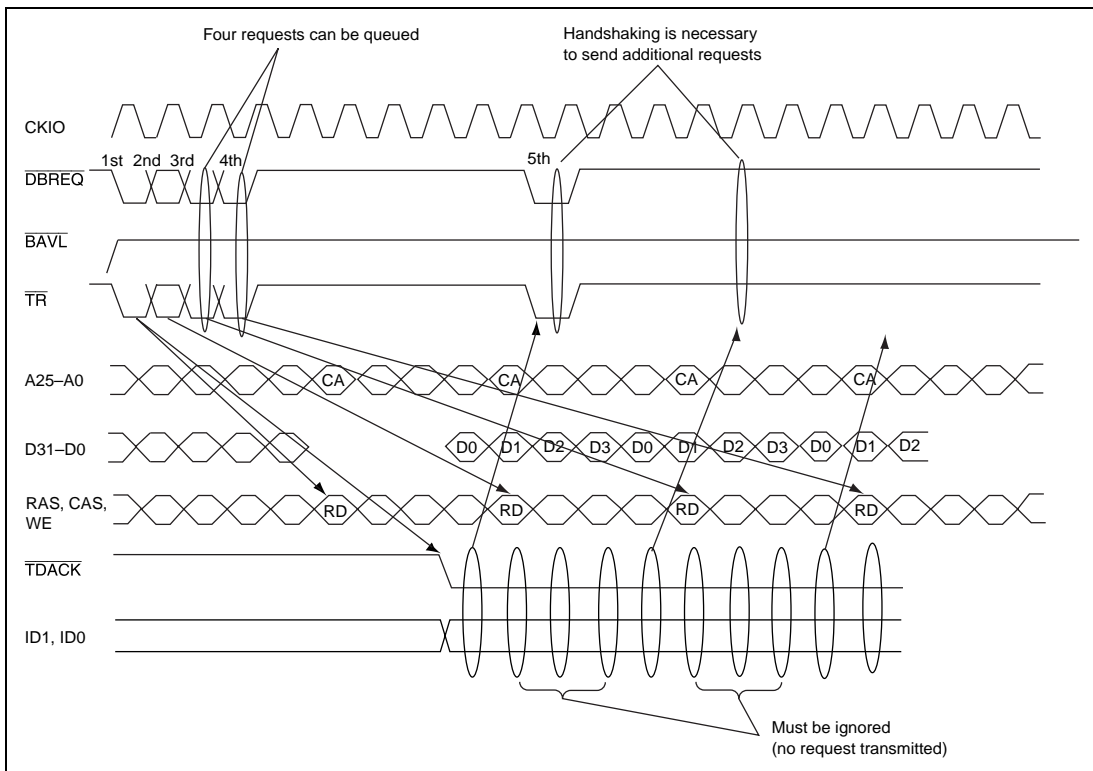 Four requests can be queued
Handshaking is necessary
to send additional requests
CKIO
1st 2nd 3rd 4th 5th
DBREQ
BAVL
TR
A25–A0 CA CA CA CA
D31–D0 D0 D1 D2 D3 D0 D1 D2 D3 D0 D1 D2
RAS, CAS,
WE
RD RD RD RD
TDACK
ID1, ID0
Must be ignored
(no request transmitted)